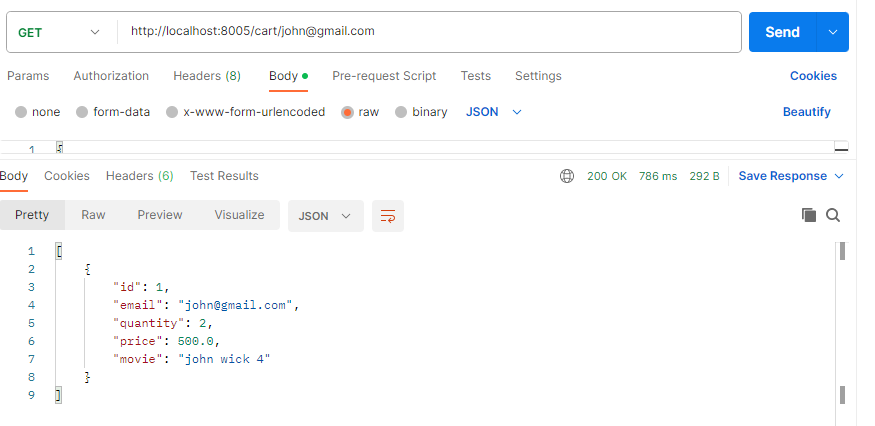 GET http://localhost:8005/cart/john@gmail.com Send
Params Authorization Headers (8) Body Pre-request Script Tests Settings Cookies
none form-data x-www-form-urlencoded raw binary JSON Beautify
1 {
Body Cookies Headers (6) Test Results 200 OK 786 ms 292 B Save Response
Pretty Raw Preview Visualize JSON
1 [
2 {
3 "id": 1,
4 "email": "john@gmail.com",
5 "quantity": 2,
6 "price": 500.0,
7 "movie": "john wick 4"
8 }
9 ]